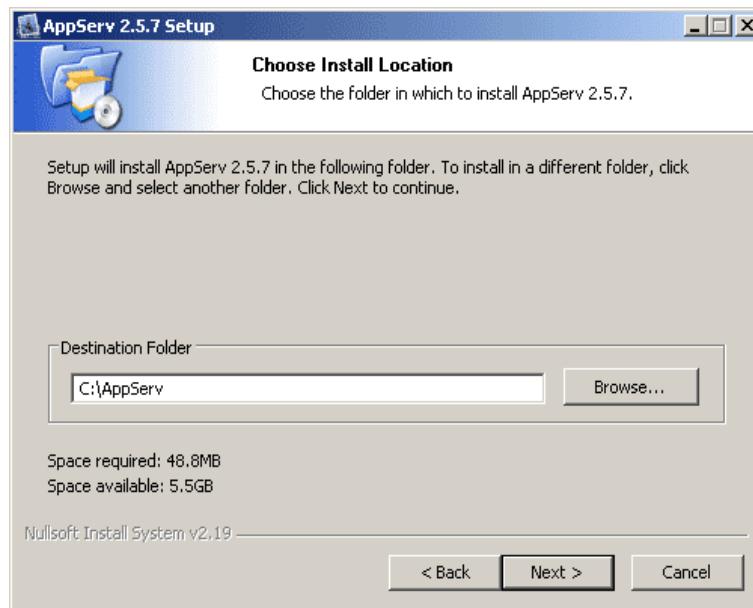 AppServ 2.5.7 Setup
Choose Install Location
Choose the folder in which to install AppServ 2.5.7.
Setup will install AppServ 2.5.7 in the following folder. To install in a different folder, click
Browse and select another folder. Click Next to continue.
Destination Folder
C:\AppServ
Browse...
Space required: 48.8MB
Space available: 5.5GB
Nullsoft Install System v2.19
< Back
Next >
Cancel